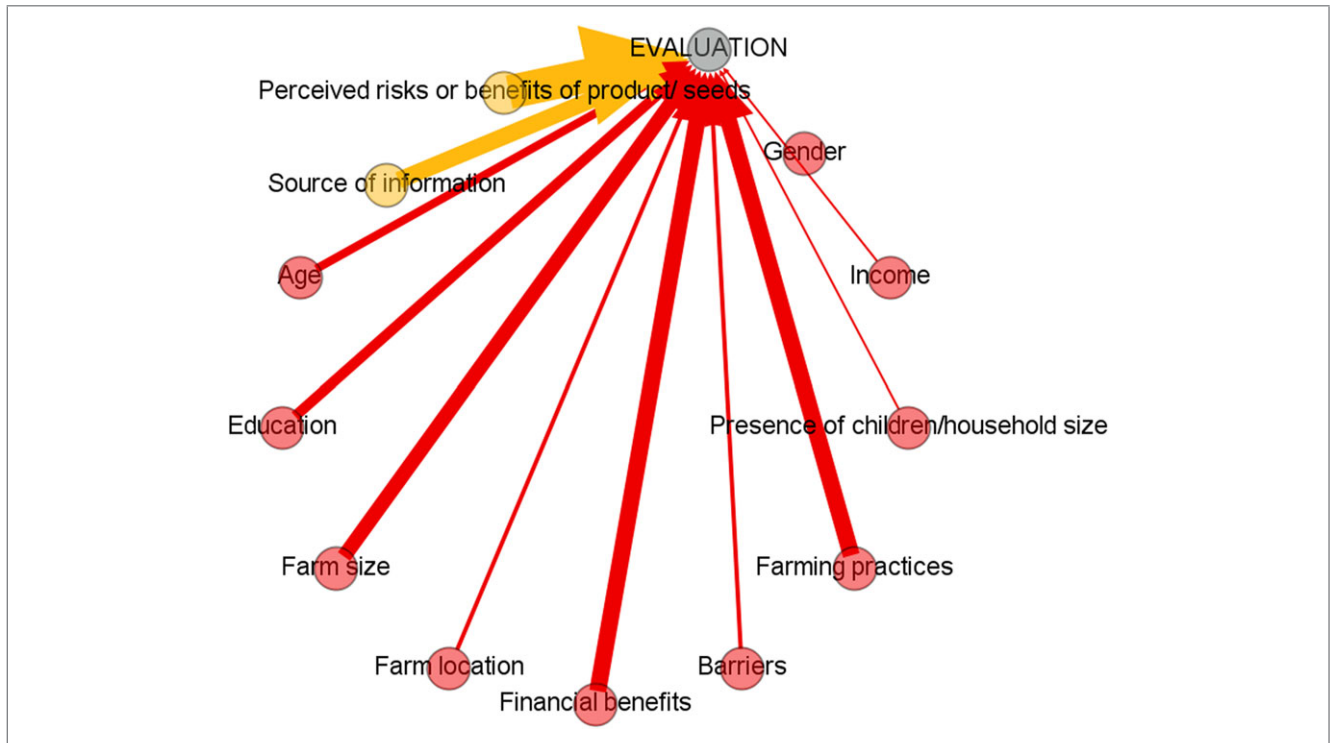 EVALUATION
Perceived risks or benefits of product/ seeds
Gender
Source of information
Age
Income
Education
Presence of children/household size
Farm size
Farming practices
Farm location
Barriers
Financial benefits